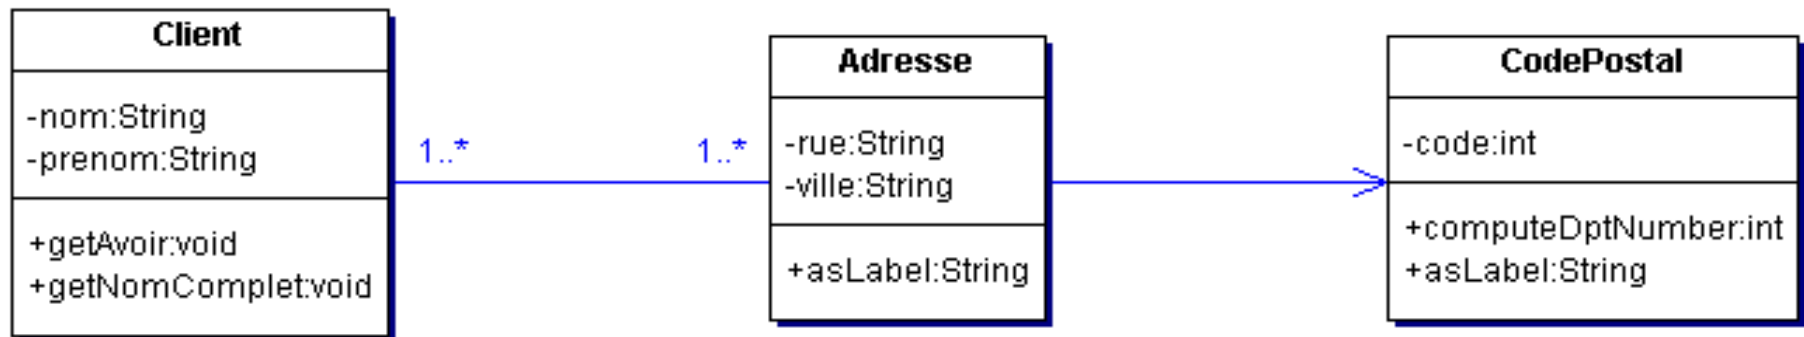 Client
-nom:String
-prenom:String
+getAvoir:void
+getNomComplet:void
1..*
1..*
Adresse
-rue:String
-ville:String
+asLabel:String
CodePostal
-code:int
+computeDptNumber:int
+asLabel:String